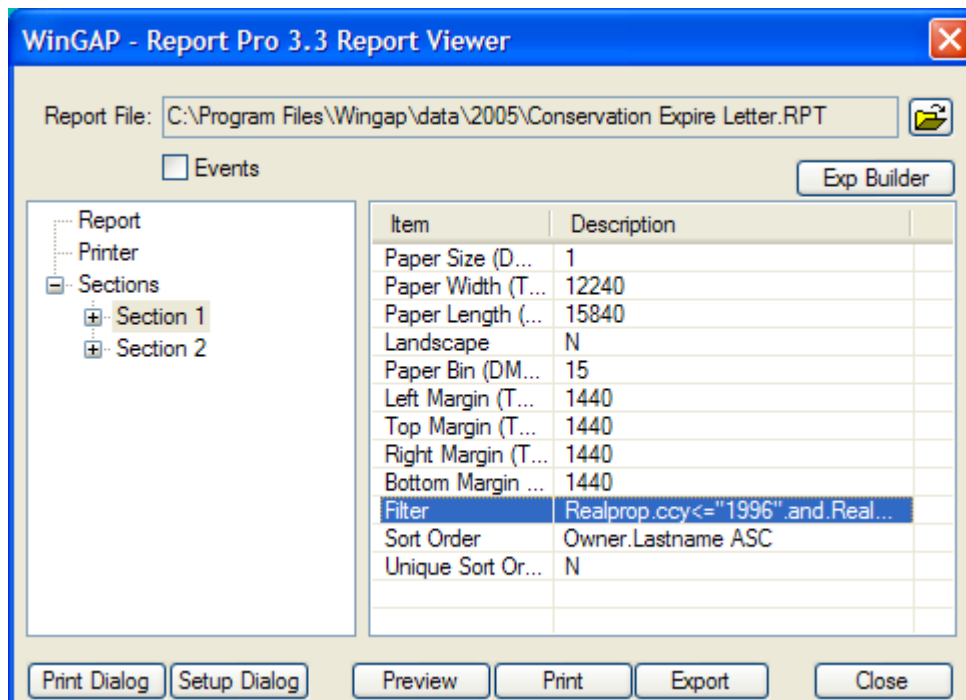 WinGAP - Report Pro 3.3 Report Viewer
Report File: C:\Program Files\Wingap\data\2005\Conservation Expire Letter.RPT
Events
Exp Builder
Report
Printer
Sections
Section 1
Section 2
Item Description
Paper Size (D... 1
Paper Width (T... 12240
Paper Length (... 15840
Landscape N
Paper Bin (DM... 15
Left Margin (T... 1440
Top Margin (T... 1440
Right Margin (T... 1440
Bottom Margin ... 1440
Filter Realprop.ccy<="1996".and.Real...
Sort Order Owner.Lastname ASC
Unique Sort Or... N
Print Dialog Setup Dialog Preview Print Export Close